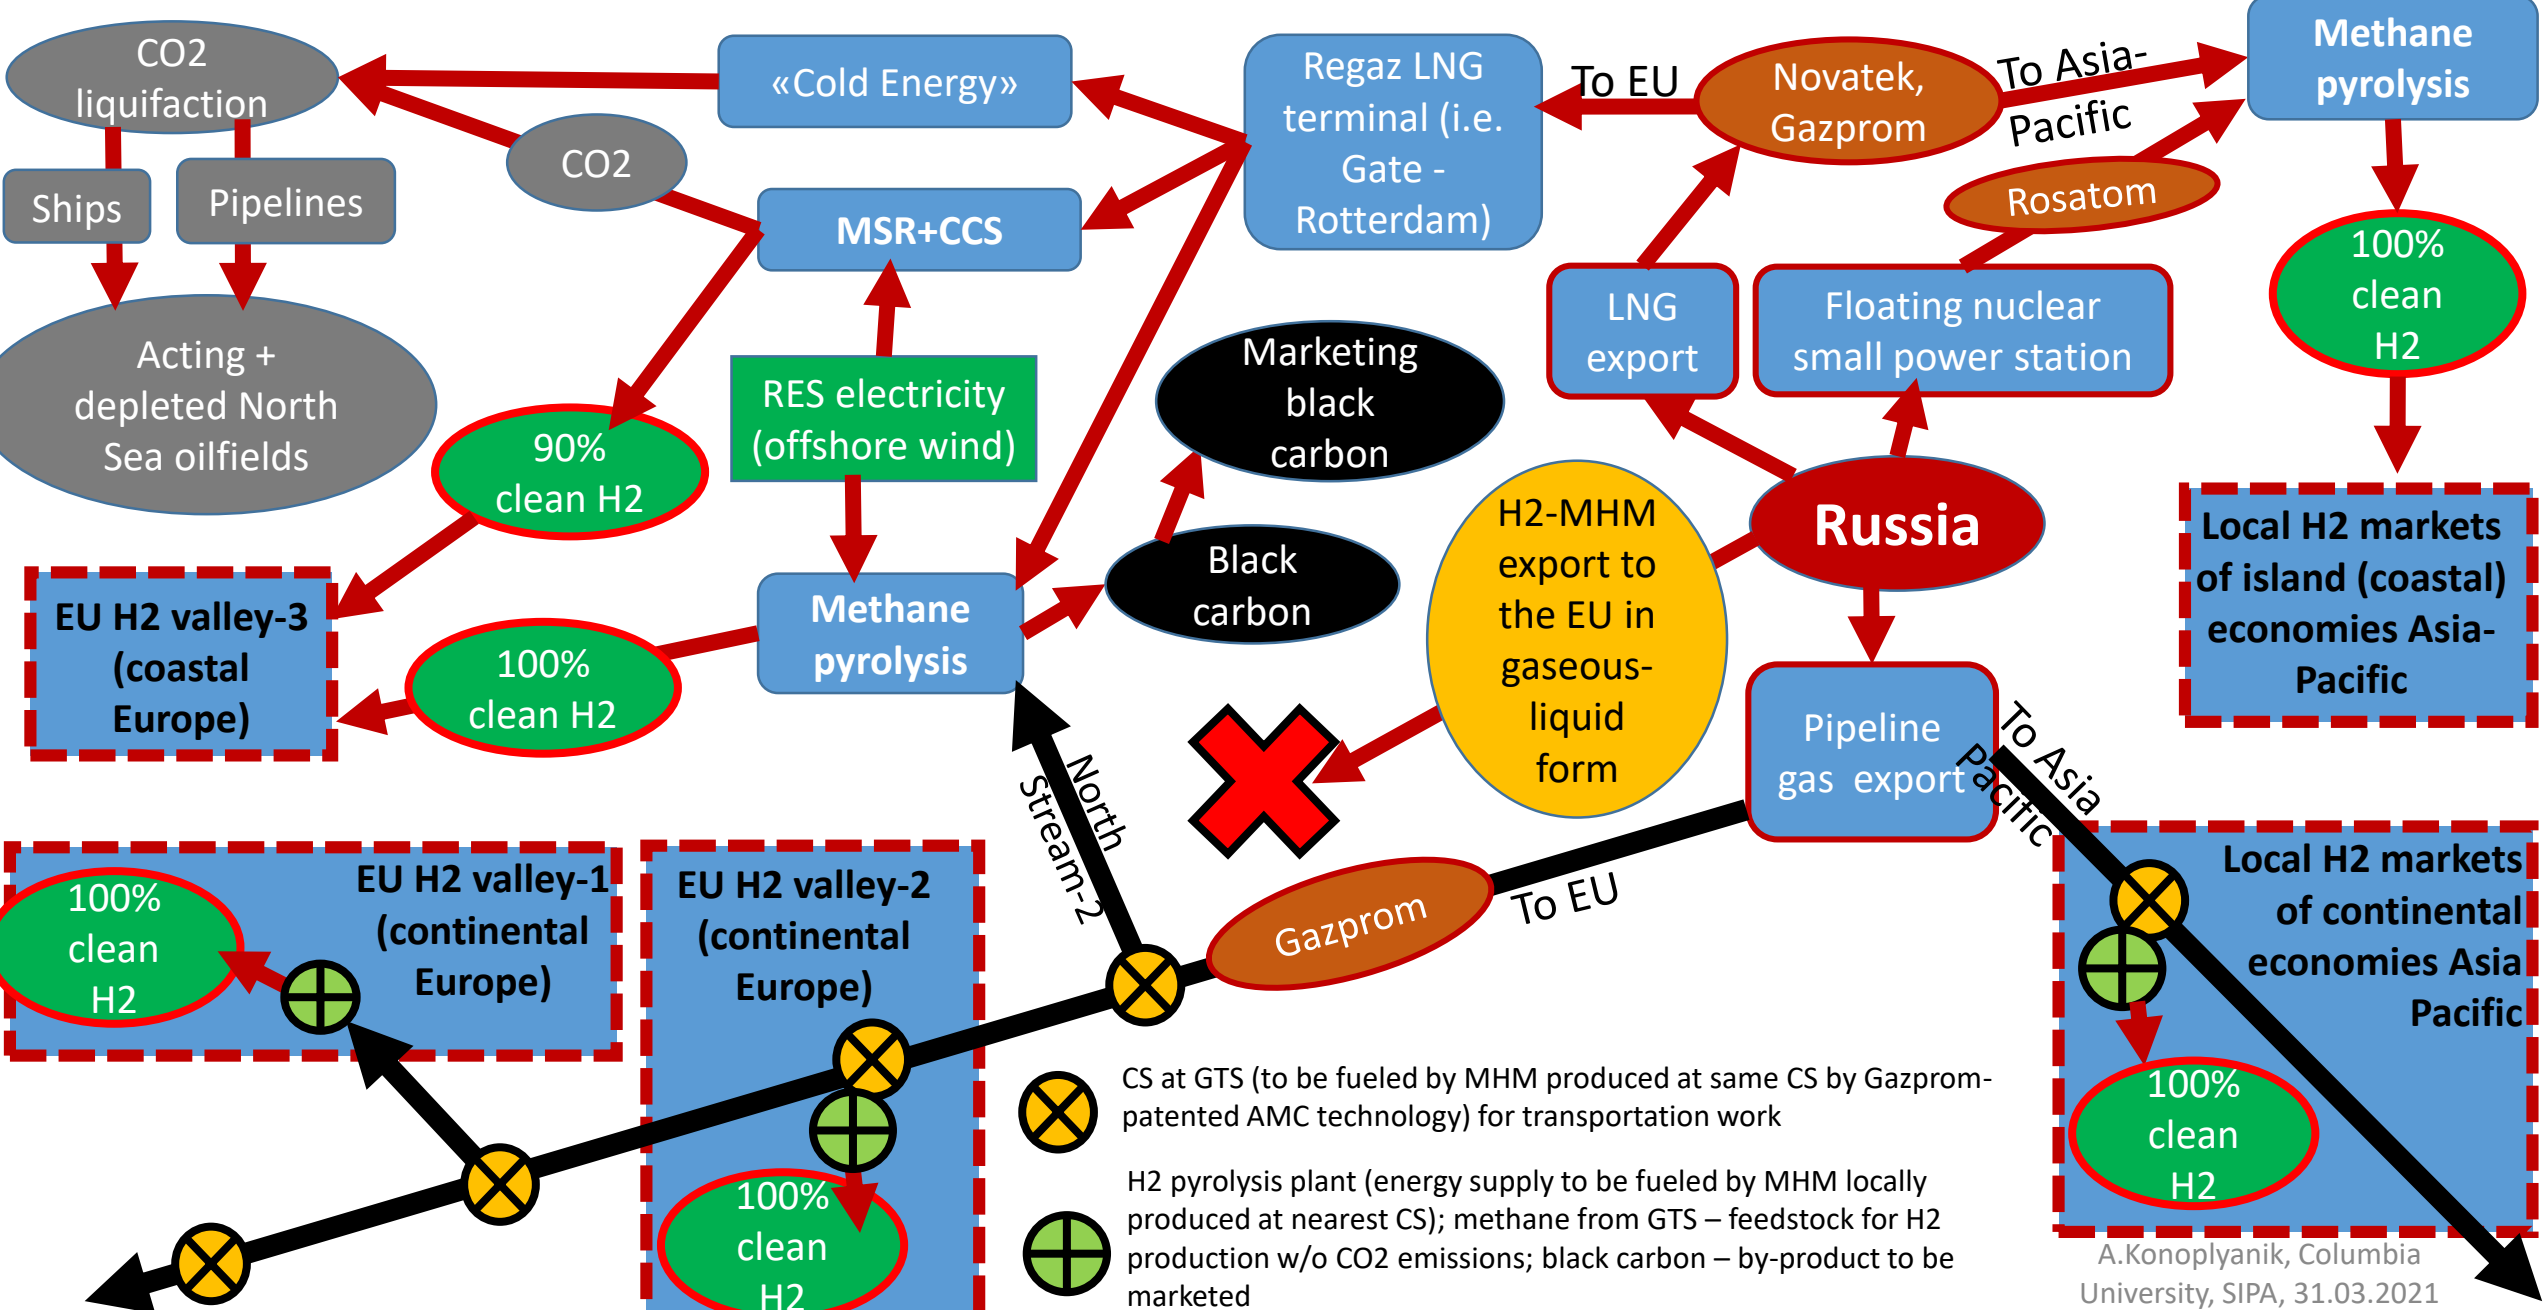 CO2
liquifaction
«Cold Energy»
Regaz LNG
terminal (i.e.
Gate -
Rotterdam)
To EU
Novatek,
Gazprom
To Asia-
Pacific
Methane
pyrolysis
CO2
Ships
Pipelines
MSR+CCS
Rosatom
100%
clean
H2
Acting +
depleted North
Sea oilfields
90%
clean H2
RES electricity
(offshore wind)
Marketing
black
carbon
LNG
export
Floating nuclear
small power station
H2-MHM
export to
the EU in
gaseous-
liquid
form
Russia
Local H2 markets
of island (coastal)
economies Asia-
Pacific
Black
carbon
EU H2 valley-3
(coastal
Europe)
100%
clean H2
Methane
pyrolysis
Pipeline
gas  export
To Asia
Pacific
North
Stream-2
100%
clean
H2
EU H2 valley-1
(continental
Europe)
EU H2 valley-2
(continental
Europe)
Gazprom
To EU
Local H2 markets
of continental
economies Asia
Pacific
100%
clean
H2
100%
clean
H2
CS at GTS (to be fueled by MHM produced at same CS by Gazprom-
patented AMC technology) for transportation work
H2 pyrolysis plant (energy supply to be fueled by MHM locally
produced at nearest CS); methane from GTS – feedstock for H2
production w/o CO2 emissions; black carbon – by-product to be
marketed
A.Konoplyanik, Columbia
University, SIPA, 31.03.2021